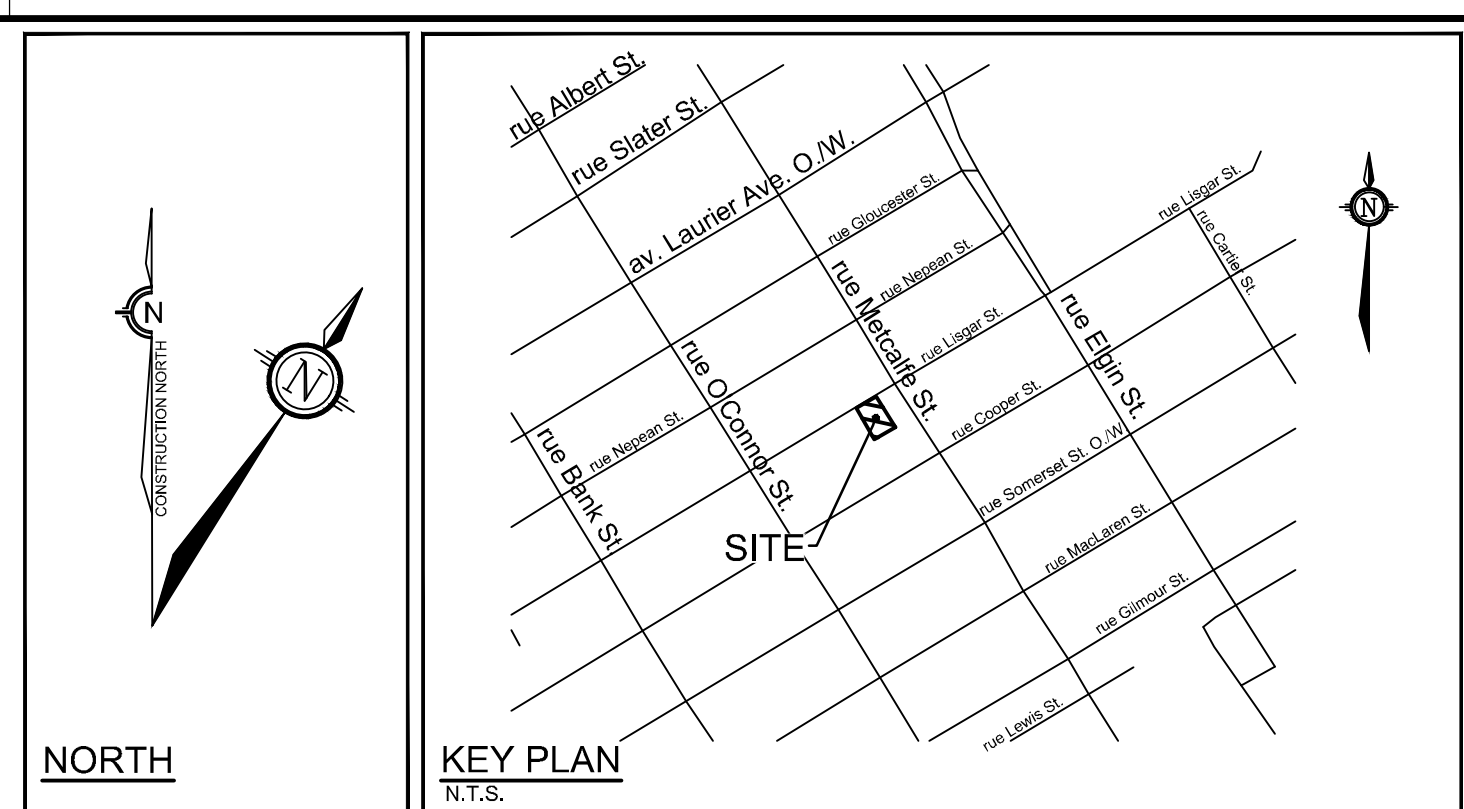 N
CONSTRUCTION NORTH
N
NORTH
rue Albert St.
rue Slater St.
av. Laurier Ave. O./W.
rue Gloucester St.
rue Nepean St.
rue Lisgar St.
rue Lisgar St.
rue Cartier St.
N
rue Metcalfe St.
rue Elgin St.
rue O'Connor St.
rue Cooper St.
rue Nepean St.
rue Bank St
rue Somerset St. O./W
SITE
rue MacLaren St.
rue Gilmour St.
rue Lewis St.
KEY PLAN
N.T.S.